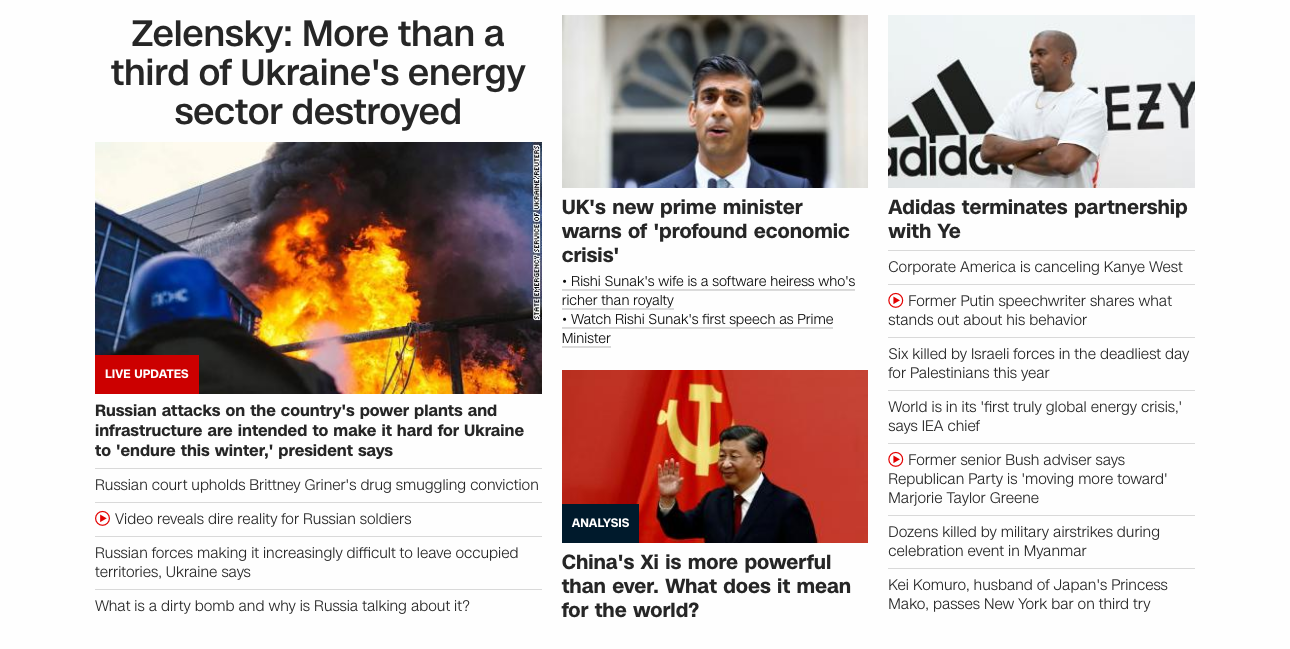 Zelensky: More than a
third of Ukraine's energy
sector destroyed
STATE EMERGENCY SERVICE OF UKRAINE/REUTERS
LIVE UPDATES
Russian attacks on the country's power plants and
infrastructure are intended to make it hard for Ukraine
to 'endure this winter,' president says
Russian court upholds Brittney Griner's drug smuggling conviction
Video reveals dire reality for Russian soldiers
Russian forces making it increasingly difficult to leave occupied
territories, Ukraine says
What is a dirty bomb and why is Russia talking about it?
UK's new prime minister
warns of 'profound economic
crisis'
• Rishi Sunak's wife is a software heiress who's
richer than royalty
• Watch Rishi Sunak's first speech as Prime
Minister
ANALYSIS
China's Xi is more powerful
than ever. What does it mean
for the world?
adidas
EEZY
Adidas terminates partnership
with Ye
Corporate America is canceling Kanye West
Former Putin speechwriter shares what
stands out about his behavior
Six killed by Israeli forces in the deadliest day
for Palestinians this year
World is in its 'first truly global energy crisis,'
says IEA chief
Former senior Bush adviser says
Republican Party is 'moving more toward'
Marjorie Taylor Greene
Dozens killed by military airstrikes during
celebration event in Myanmar
Kei Komuro, husband of Japan's Princess
Mako, passes New York bar on third try